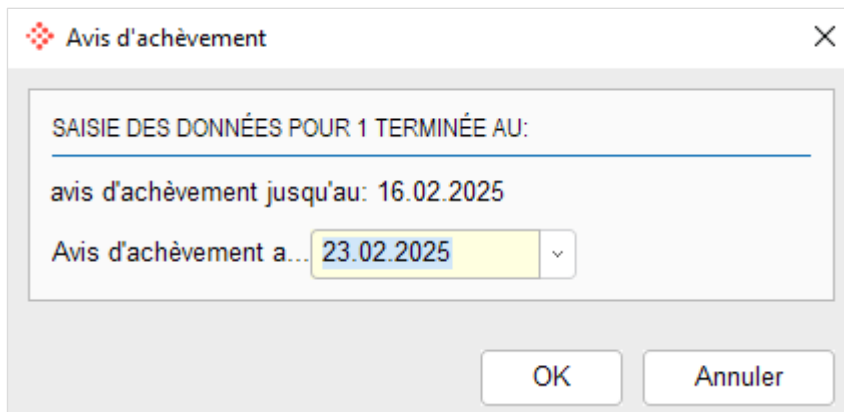 Avis d'achèvement
SAISIE DES DONNÉES POUR 1 TERMINÉE AU:
avis d'achèvement jusqu'au: 16.02.2025
Avis d'achèvement a... 23.02.2025
OK Annuler